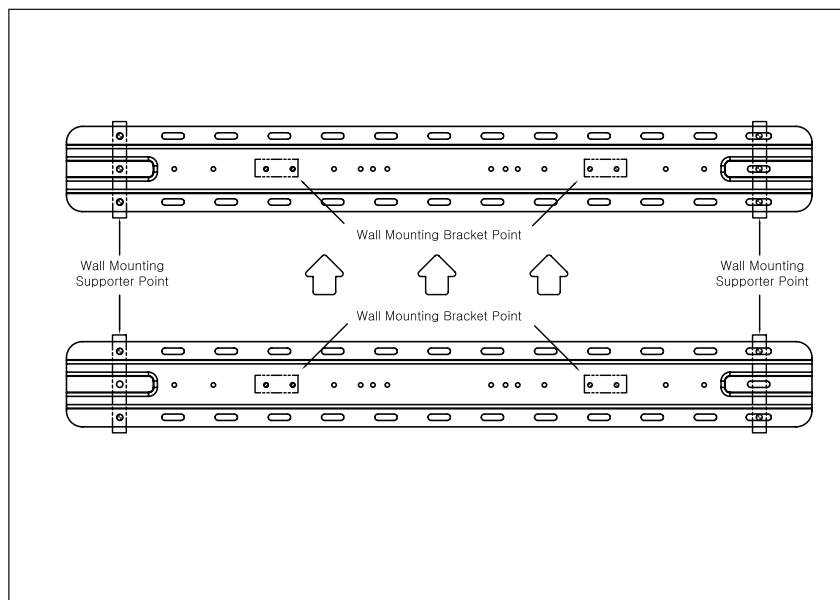 Wall Mounting Bracket Point
Wall Mounting
Supporter Point
Wall Mounting
Supporter Point
Wall Mounting Bracket Point